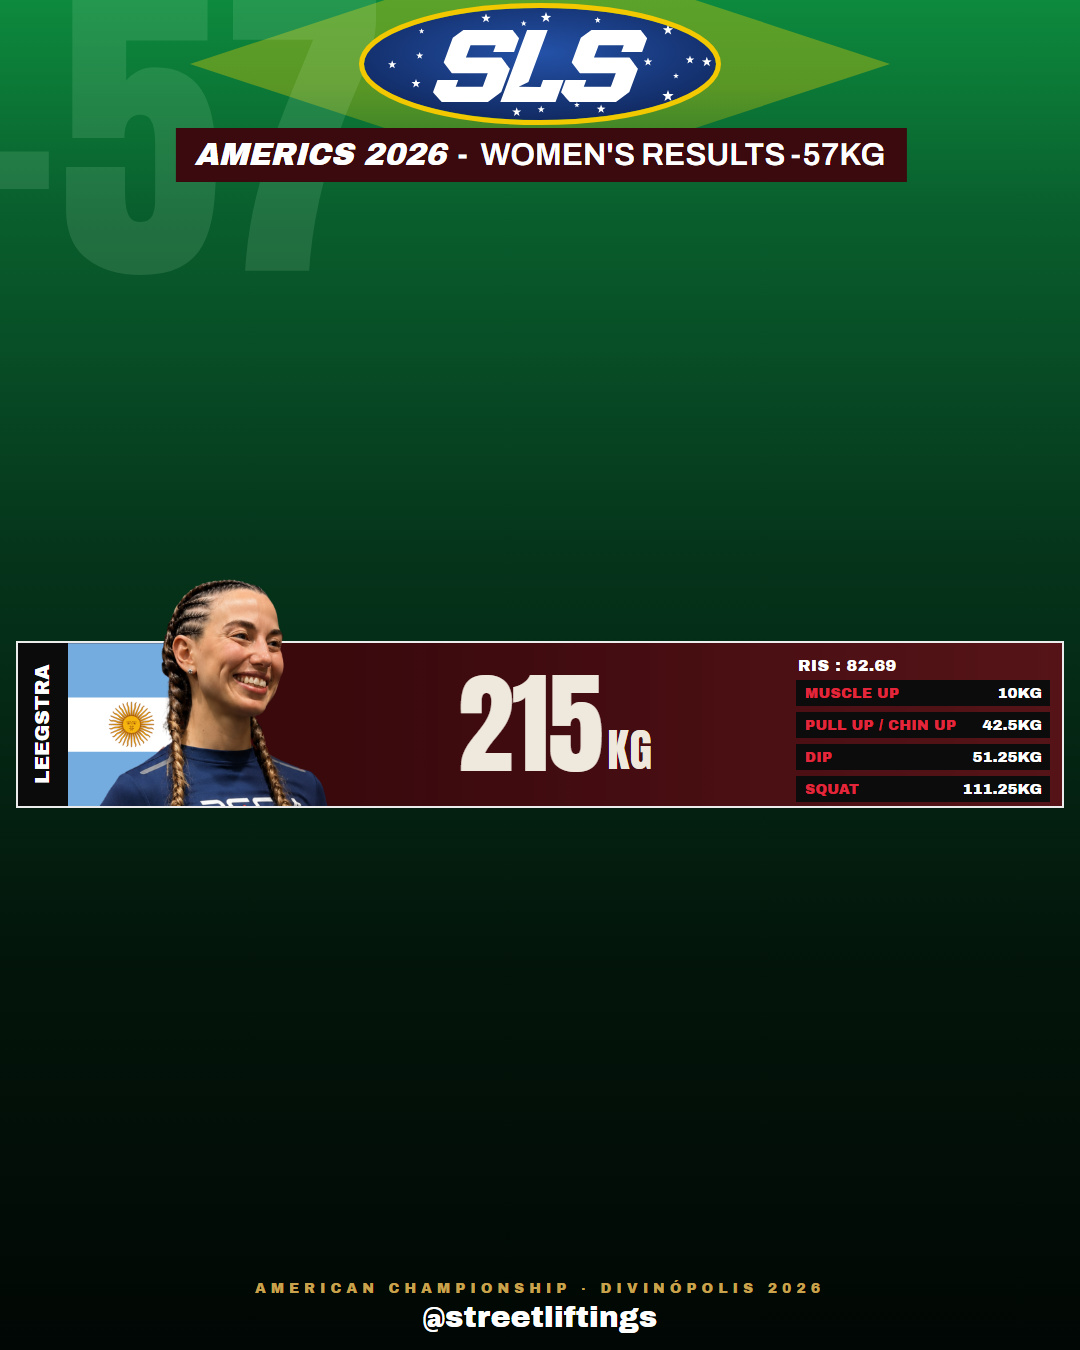 -57
SLS
AMERICS 2026 - WOMEN'S RESULTS -57KG
LEEGSTRA
215KG
RIS : 82.69
MUSCLE UP 10KG
PULL UP / CHIN UP 42.5KG
DIP 51.25KG
SQUAT 111.25KG
AMERICAN CHAMPIONSHIP - DIVINÓPOLIS 2026
@streetliftings